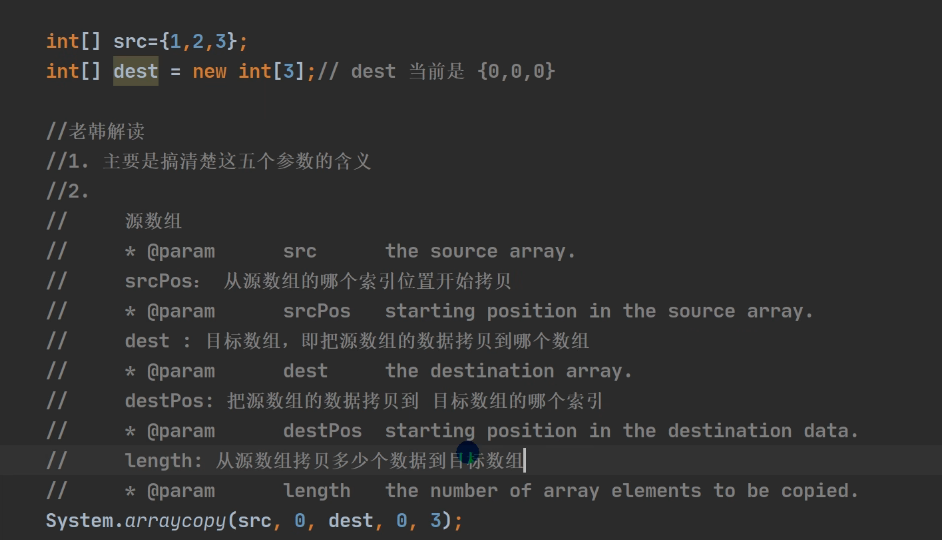 int[] src={1,2,3};
int[] dest = new int[3];// dest 当前是 {0,0,0}
//老韩解读
//1. 主要是搞清楚这五个参数的含义
//2.
// 源数组
// * @param src the source array.
// srcPos: 从源数组的哪个索引位置开始拷贝
// * @param srcPos starting position in the source array.
// dest : 目标数组，即把源数组的数据拷贝到哪个数组
// * @param dest the destination array.
// destPos: 把源数组的数据拷贝到 目标数组的哪个索引
// * @param destPos starting position in the destination data.
// length: 从源数组拷贝多少个数据到目标数组
// * @param length the number of array elements to be copied.
System.arraycopy(src, 0, dest, 0, 3);